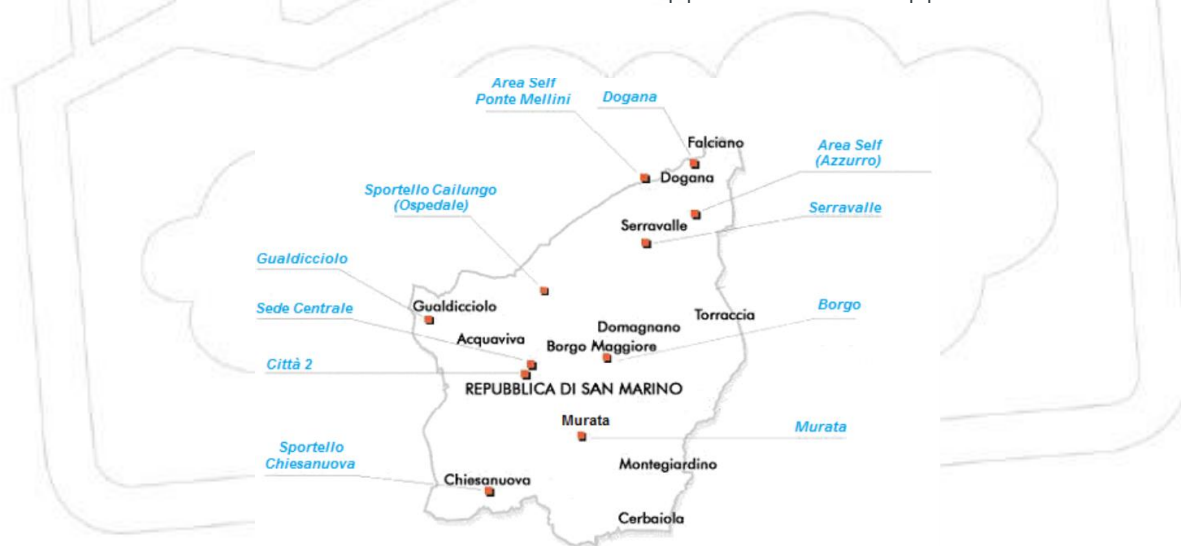 Area Self
Ponte Mellini
Dogana
Falciano
Area Self
(Azzurro)
Dogana
Sportello Cailungo
(Ospedale)
Serravalle
Serravalle
Gualdicciolo
Gualdicciolo
Sede Centrale
Torraccia
Borgo
Domagnano
Acquaviva
Borgo Maggiore
Città 2
REPUBBLICA DI SAN MARINO
Murata
Murata
Sportello
Chiesanuova
Montegiardino
Chiesanuova
Cerbaiola